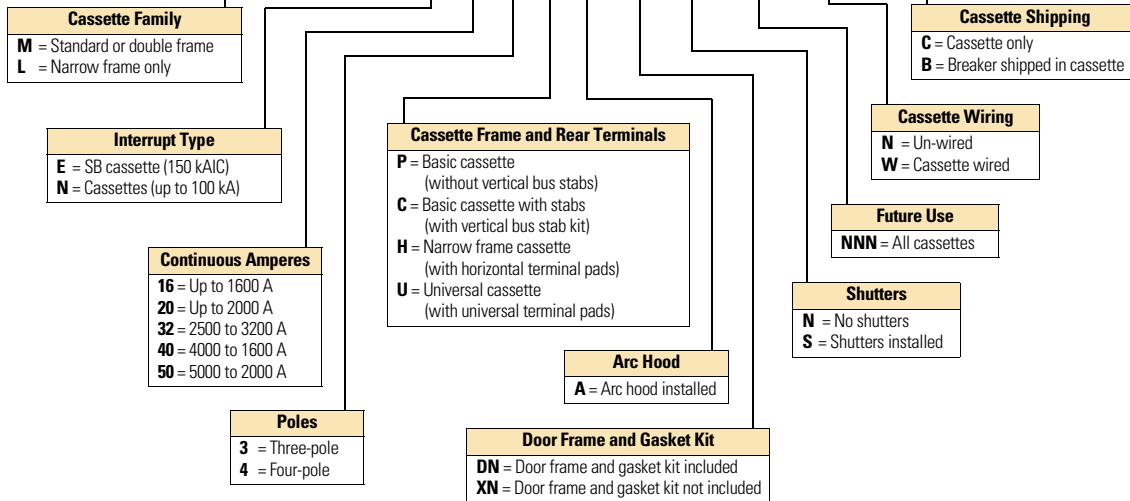 Cassette Family
M = Standard or double frame
L = Narrow frame only
Cassette Shipping
C = Cassette only
B = Breaker shipped in cassette
Interrupt Type
E = SB cassette (150 kAIC)
N = Cassettes (up to 100 kA)
Cassette Frame and Rear Terminals
P = Basic cassette
(without vertical bus stabs)
C = Basic cassette with stabs
(with vertical bus stab kit)
H = Narrow frame cassette
(with horizontal terminal pads)
U = Universal cassette
(with universal terminal pads)
Cassette Wiring
N = Un-wired
W = Cassette wired
Future Use
NNN = All cassettes
Continuous Amperes
16 = Up to 1600 A
20 = Up to 2000 A
32 = 2500 to 3200 A
40 = 4000 to 1600 A
50 = 5000 to 2000 A
Shutters
N = No shutters
S = Shutters installed
Arc Hood
A = Arc hood installed
Poles
3 = Three-pole
4 = Four-pole
Door Frame and Gasket Kit
DN = Door frame and gasket kit included
XN = Door frame and gasket kit not included